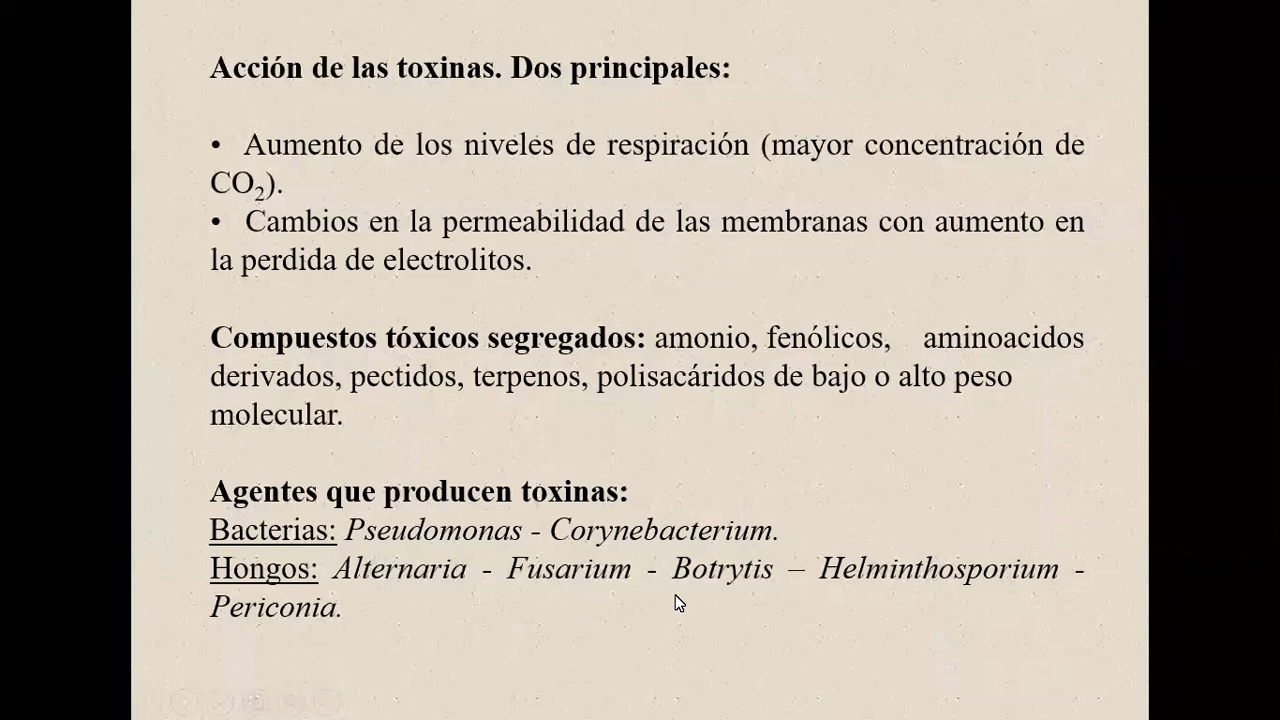 Acción de las toxinas. Dos principales:
• Aumento de los niveles de respiración (mayor concentración de
CO₂).
• Cambios en la permeabilidad de las membranas con aumento en
la perdida de electrolitos.
Compuestos tóxicos segregados: amonio, fenólicos, aminoacidos
derivados, pectidos, terpenos, polisacáridos de bajo o alto peso
molecular.
Agentes que producen toxinas:
Bacterias: Pseudomonas - Corynebacterium.
Hongos: Alternaria - Fusarium - Botrytis – Helminthosporium -
Periconia.